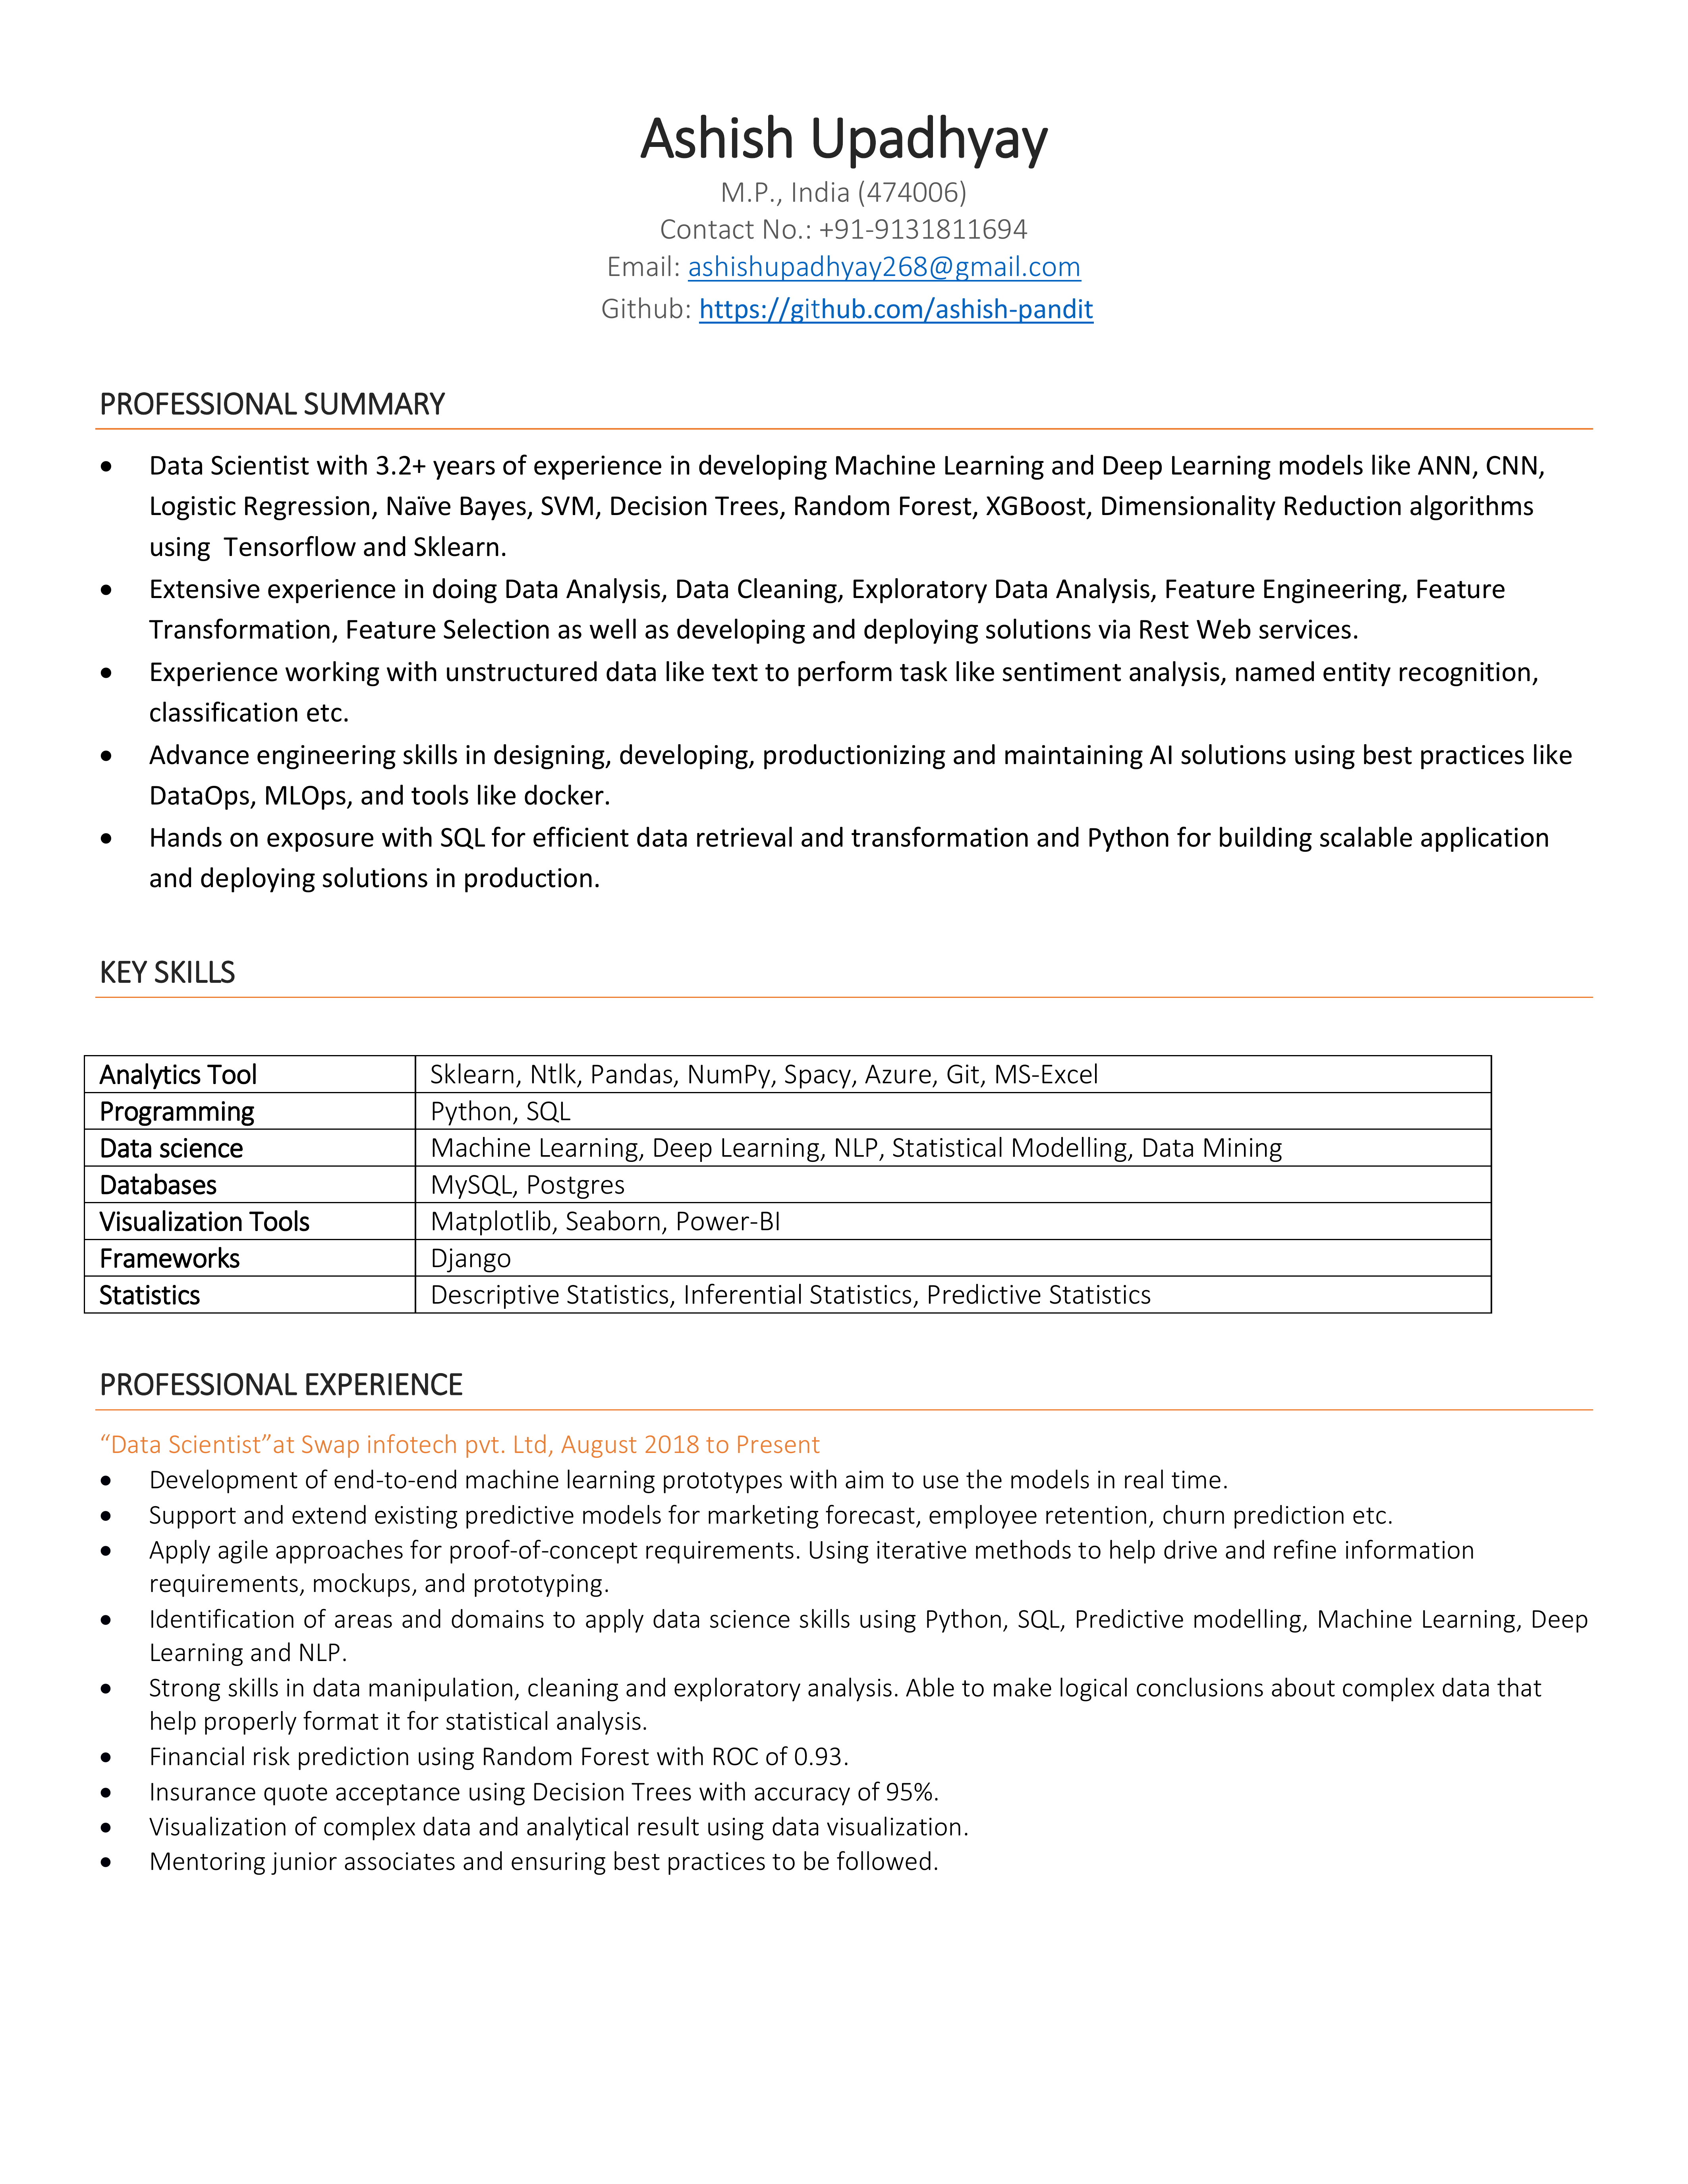 Ashish Upadhyay
M.P., India (474006)
Contact No.: +91-9131811694
Email: ashishupadhyay268@gmail.com
Github: https://github.com/ashish-pandit
PROFESSIONAL SUMMARY
• Data Scientist with 3.2+ years of experience in developing Machine Learning and Deep Learning models like ANN, CNN,
Logistic Regression, Naïve Bayes, SVM, Decision Trees, Random Forest, XGBoost, Dimensionality Reduction algorithms
using Tensorflow and Sklearn.
• Extensive experience in doing Data Analysis, Data Cleaning, Exploratory Data Analysis, Feature Engineering, Feature
Transformation, Feature Selection as well as developing and deploying solutions via Rest Web services.
• Experience working with unstructured data like text to perform task like sentiment analysis, named entity recognition,
classification etc.
• Advance engineering skills in designing, developing, productionizing and maintaining AI solutions using best practices like
DataOps, MLOps, and tools like docker.
• Hands on exposure with SQL for efficient data retrieval and transformation and Python for building scalable application
and deploying solutions in production.
KEY SKILLS
Analytics Tool Sklearn, Ntlk, Pandas, NumPy, Spacy, Azure, Git, MS-Excel
Programming Python, SQL
Data science Machine Learning, Deep Learning, NLP, Statistical Modelling, Data Mining
Databases MySQL, Postgres
Visualization Tools Matplotlib, Seaborn, Power-BI
Frameworks Django
Statistics Descriptive Statistics, Inferential Statistics, Predictive Statistics
PROFESSIONAL EXPERIENCE
“Data Scientist”at Swap infotech pvt. Ltd, August 2018 to Present
• Development of end-to-end machine learning prototypes with aim to use the models in real time.
• Support and extend existing predictive models for marketing forecast, employee retention, churn prediction etc.
• Apply agile approaches for proof-of-concept requirements. Using iterative methods to help drive and refine information
requirements, mockups, and prototyping.
• Identification of areas and domains to apply data science skills using Python, SQL, Predictive modelling, Machine Learning, Deep
Learning and NLP.
• Strong skills in data manipulation, cleaning and exploratory analysis. Able to make logical conclusions about complex data that
help properly format it for statistical analysis.
• Financial risk prediction using Random Forest with ROC of 0.93.
• Insurance quote acceptance using Decision Trees with accuracy of 95%.
• Visualization of complex data and analytical result using data visualization.
• Mentoring junior associates and ensuring best practices to be followed.